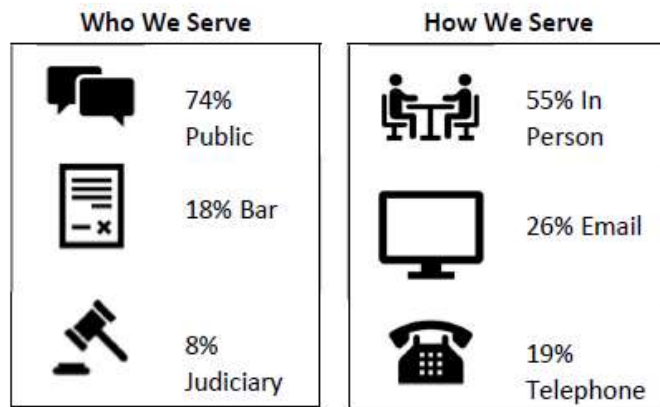 Who We Serve
74%
Public
18% Bar
8%
Judiciary
How We Serve
55% In
Person
26% Email
19%
Telephone